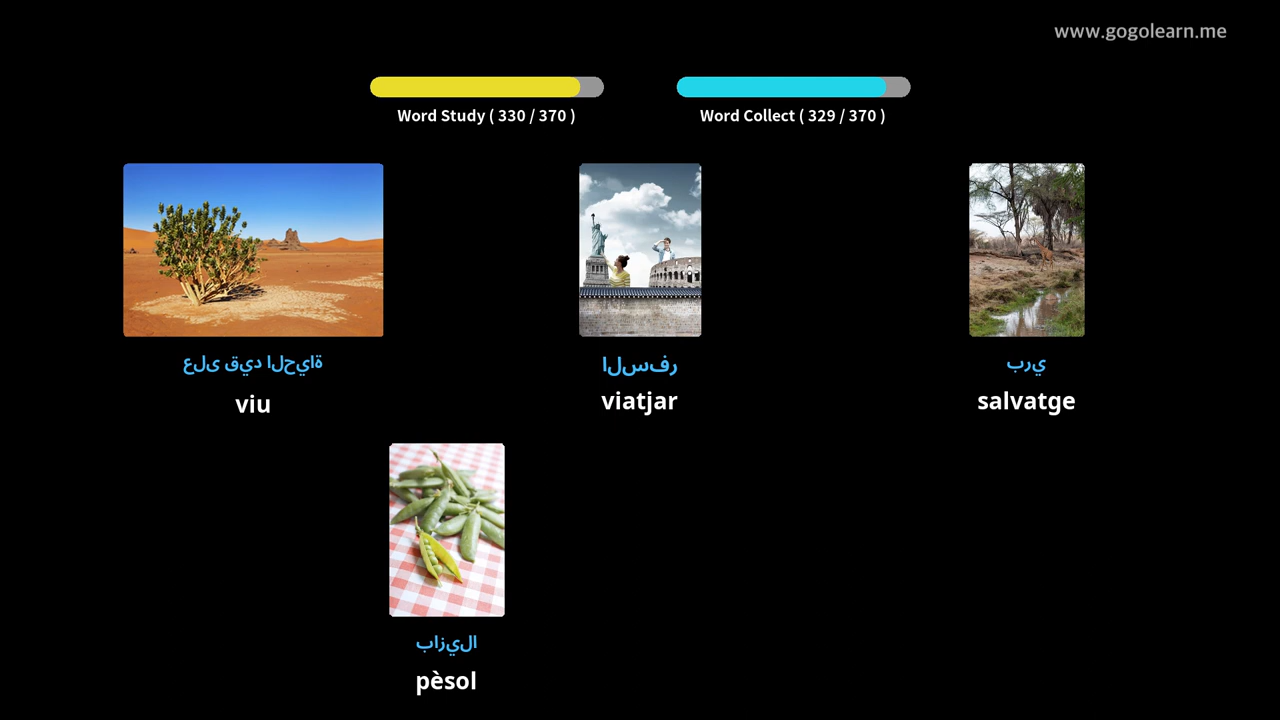 www.gogolearn.me
Word Study ( 330 / 370 )
Word Collect ( 329 / 370 )
على قيد الحياة
السفر
بري
viu
viatjar
salvatge
بازيلا
pèsol